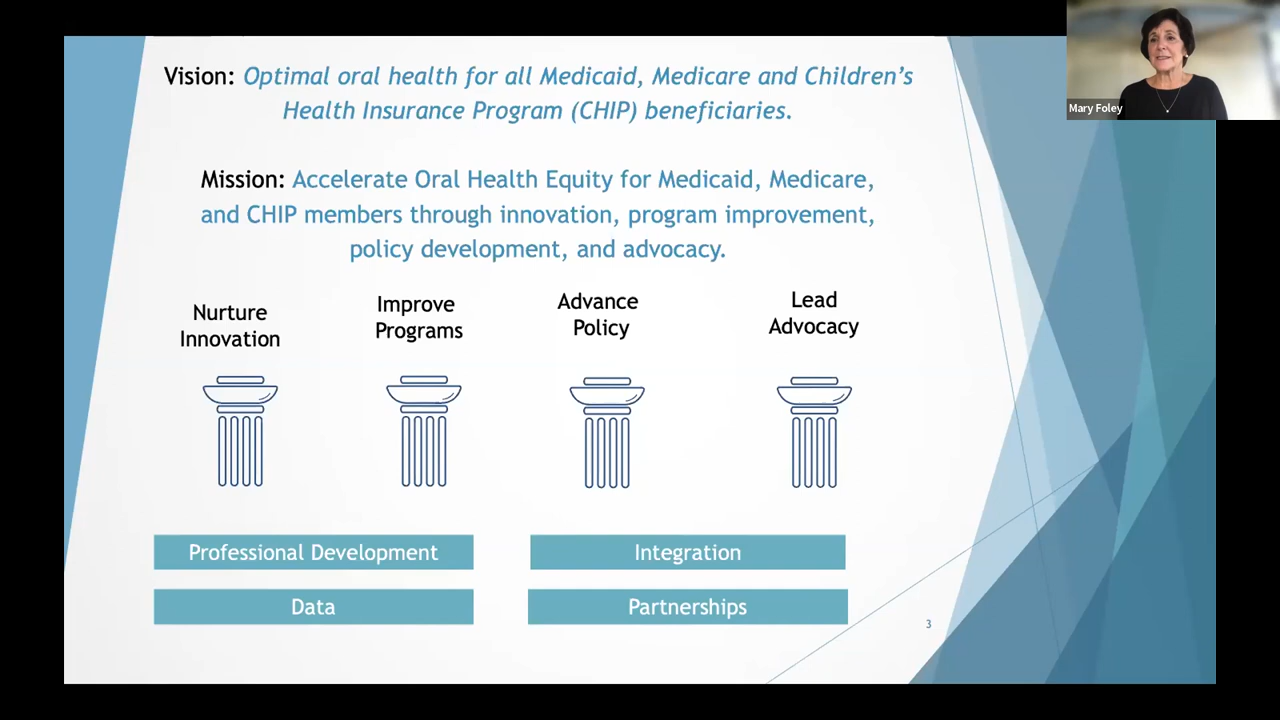 Vision: Optimal oral health for all Medicaid, Medicare and Children’s
Health Insurance Program (CHIP) beneficiaries.
Mission: Accelerate Oral Health Equity for Medicaid, Medicare,
and CHIP members through innovation, program improvement,
policy development, and advocacy.
Nurture
Innovation
Improve
Programs
Advance
Policy
Lead
Advocacy
Professional Development
Integration
Data
Partnerships
3
Mary Foley